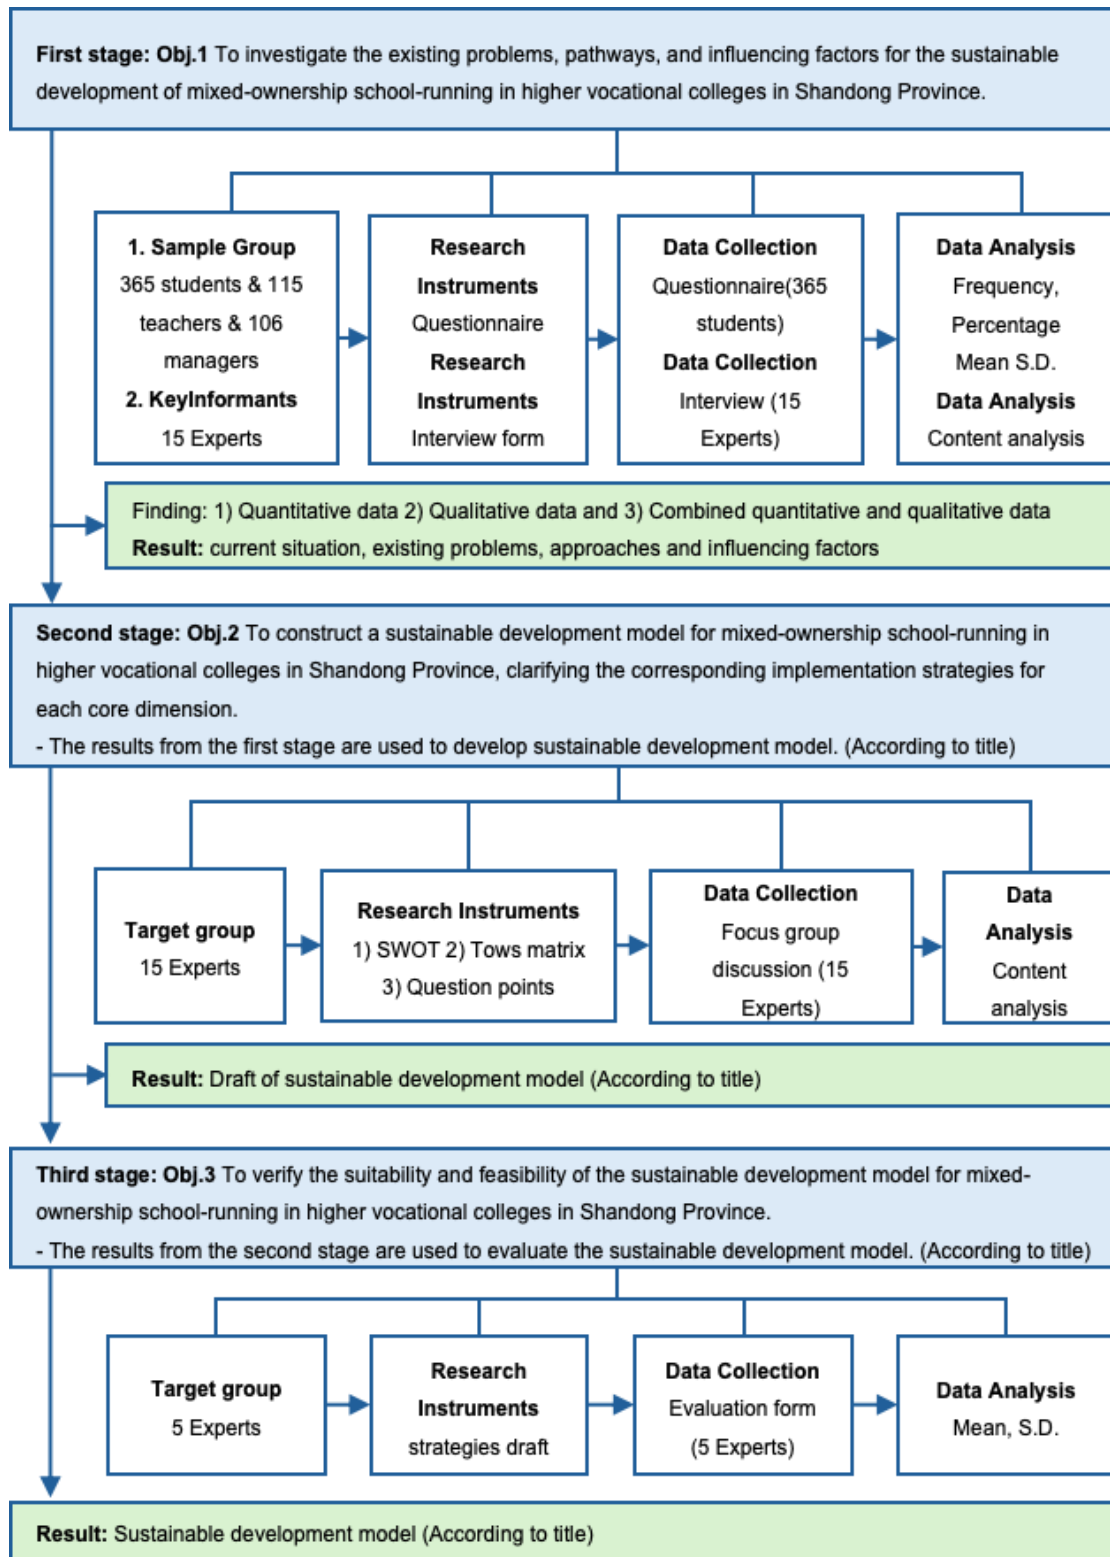 First stage: Obj.1 To investigate the existing problems, pathways, and influencing factors for the sustainable
development of mixed-ownership school-running in higher vocational colleges in Shandong Province.
1. Sample Group
365 students & 115
teachers & 106
managers
2. KeyInformants
15 Experts
Research
Instruments
Questionnaire
Research
Instruments
Interview form
Data Collection
Questionnaire(365
students)
Data Collection
Interview (15
Experts)
Data Analysis
Frequency,
Percentage
Mean S.D.
Data Analysis
Content analysis
Finding: 1) Quantitative data 2) Qualitative data and 3) Combined quantitative and qualitative data
Result: current situation, existing problems, approaches and influencing factors
Second stage: Obj.2 To construct a sustainable development model for mixed-ownership school-running in
higher vocational colleges in Shandong Province, clarifying the corresponding implementation strategies for
each core dimension.
- The results from the first stage are used to develop sustainable development model. (According to title)
Target group
15 Experts
Research Instruments
1) SWOT 2) Tows matrix
3) Question points
Data Collection
Focus group
discussion (15
Experts)
Data
Analysis
Content
analysis
Result: Draft of sustainable development model (According to title)
Third stage: Obj.3 To verify the suitability and feasibility of the sustainable development model for mixed-
ownership school-running in higher vocational colleges in Shandong Province.
- The results from the second stage are used to evaluate the sustainable development model. (According to title)
Target group
5 Experts
Research
Instruments
strategies draft
Data Collection
Evaluation form
(5 Experts)
Data Analysis
Mean, S.D.
Result: Sustainable development model (According to title)